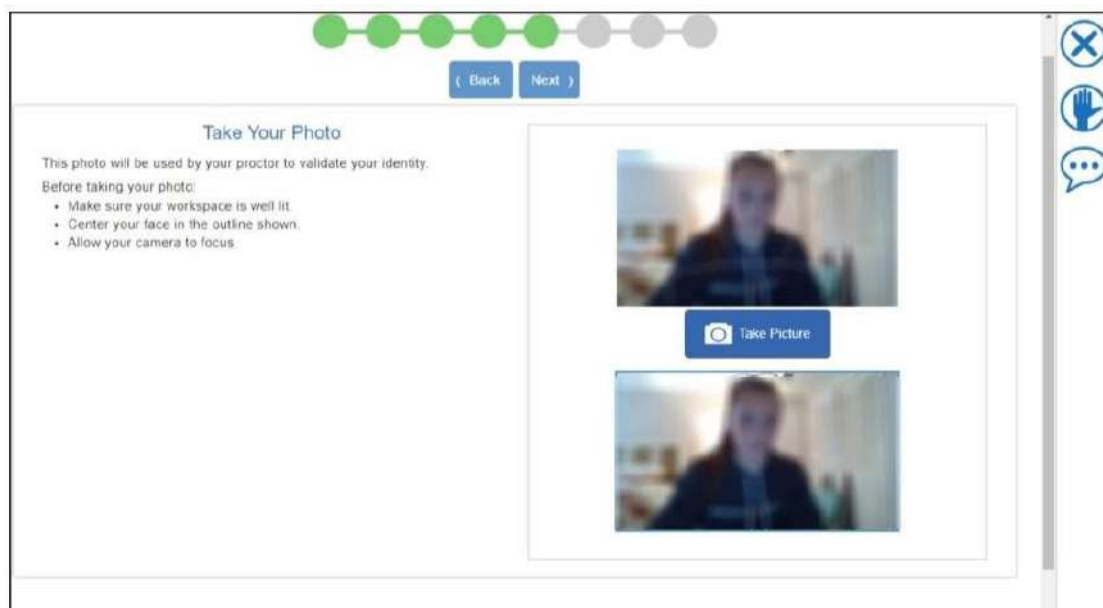 Back
Next
Take Your Photo
This photo will be used by your proctor to validate your identity.
Before taking your photo:
• Make sure your workspace is well lit.
• Center your face in the outline shown.
• Allow your camera to focus.
Take Picture